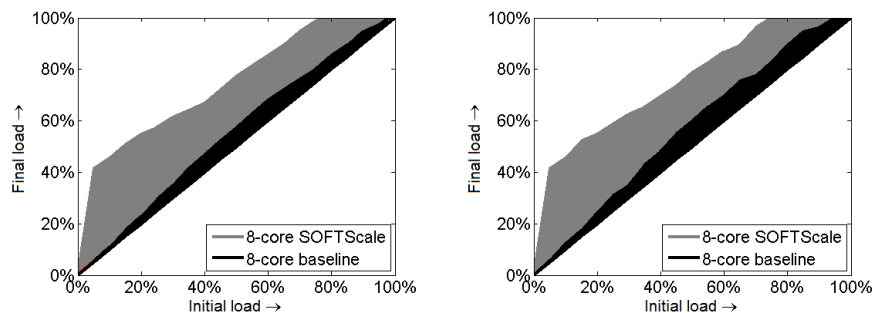 100%
80%
60%
40%
20%
0%
Final load →
8-core SOFTScale
8-core baseline
0% 20% 40% 60% 80% 100%
Initial load →
100%
80%
60%
40%
20%
0%
Final load →
8-core SOFTScale
8-core baseline
0% 20% 40% 60% 80% 100%
Initial load →